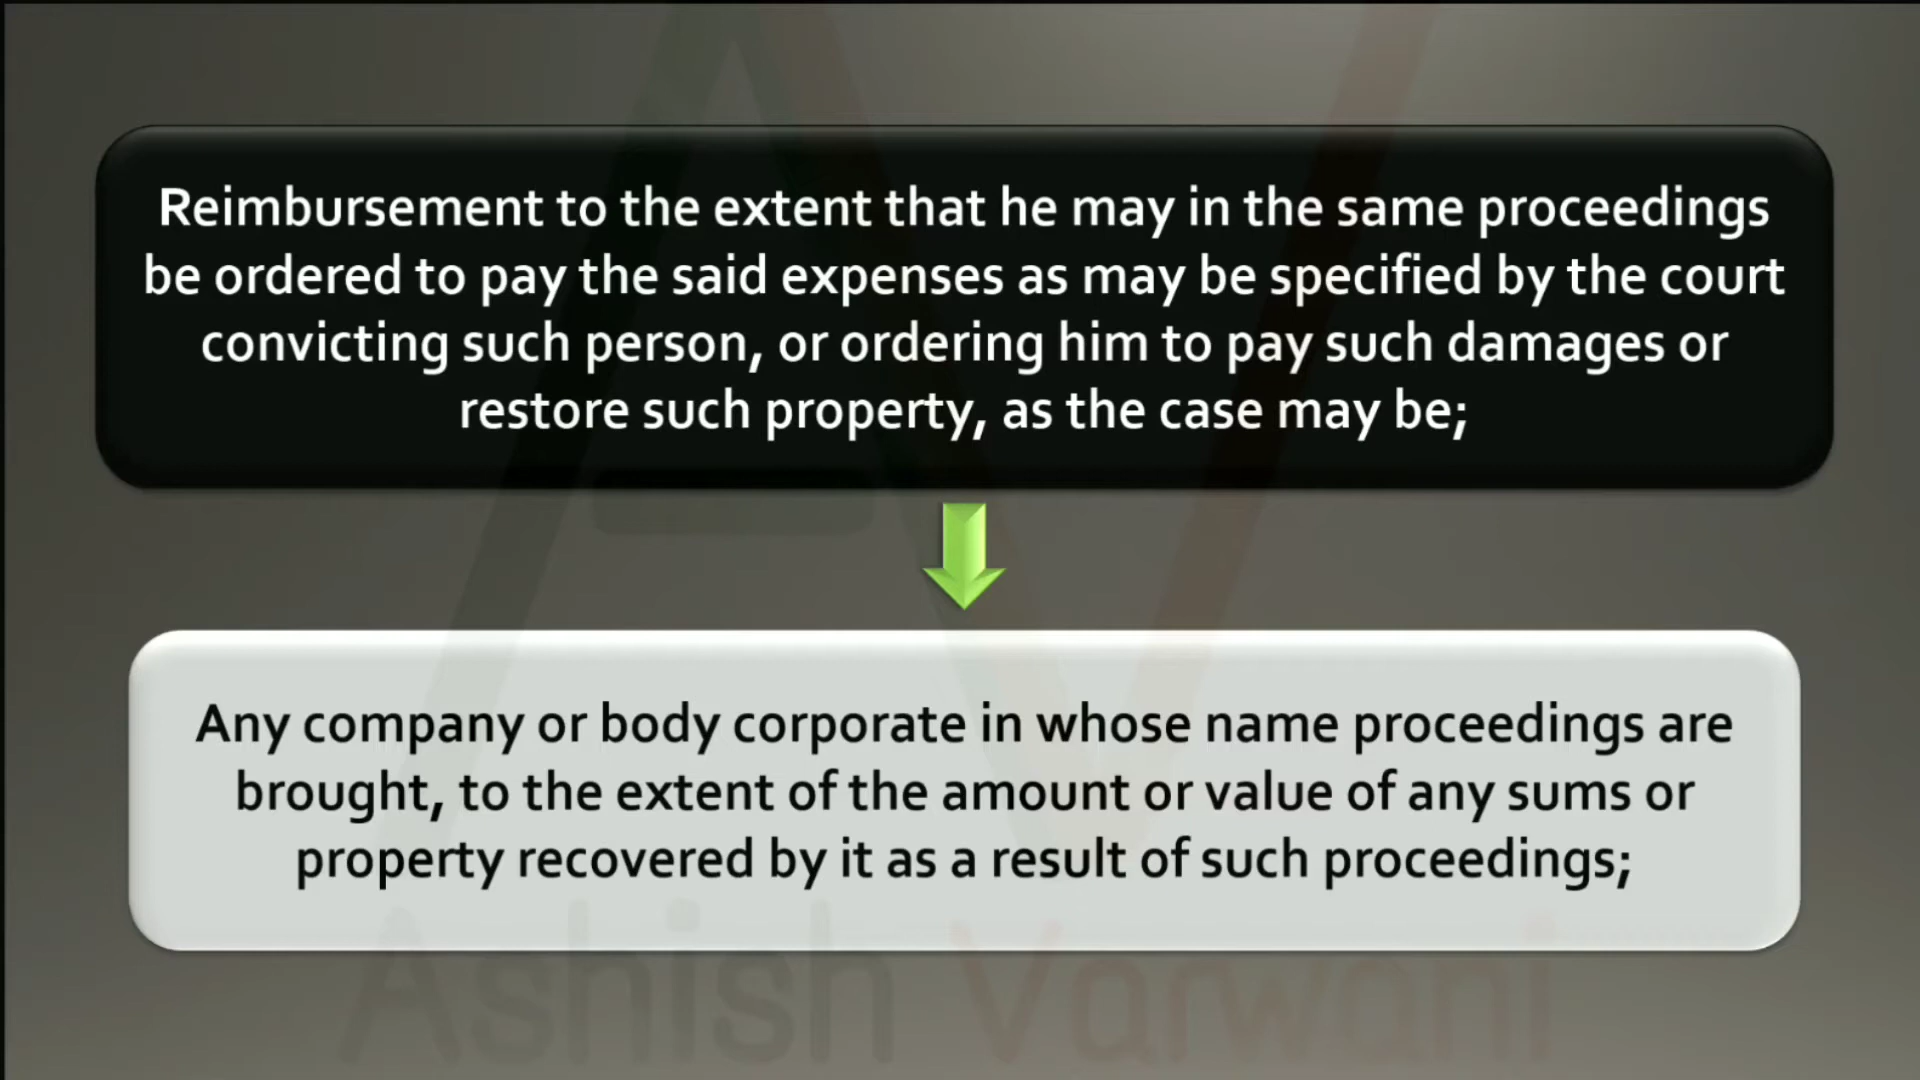 Reimbursement to the extent that he may in the same proceedings
be ordered to pay the said expenses as may be specified by the court
convicting such person, or ordering him to pay such damages or
restore such property, as the case may be;
Any company or body corporate in whose name proceedings are
brought, to the extent of the amount or value of any sums or
property recovered by it as a result of such proceedings;
Ashish Varwani